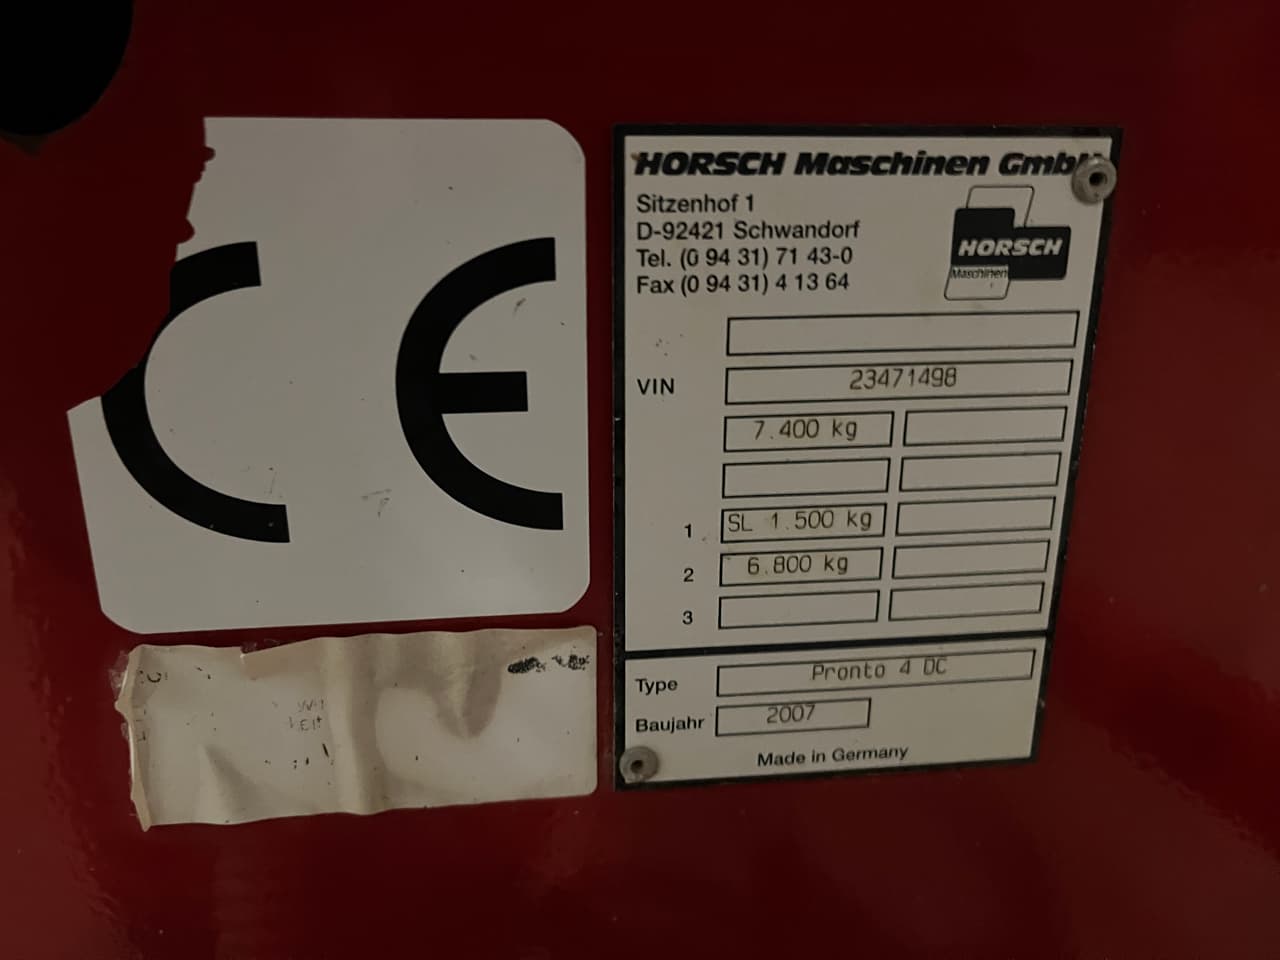 CE
HORSCH Maschinen GmbH
Sitzenhof 1
D-92421 Schwandorf
Tel. (0 94 31) 71 43-0
Fax (0 94 31) 4 13 64
HORSCH
Maschinen
VIN 23471498
7.400 kg
1 SL 1.500 kg
2 6.800 kg
3
Type Pronto 4 DC
Baujahr 2007
Made in Germany